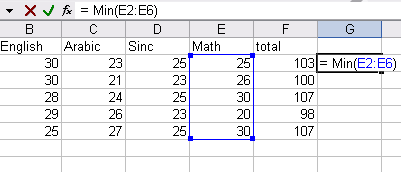 fx = Min(E2:E6)
B C D E F G
English Arabic Sinc Math total
30 23 25 25 103 = Min(E2:E6)
30 21 23 26 100
28 24 25 30 107
29 26 23 20 98
25 27 25 30 107